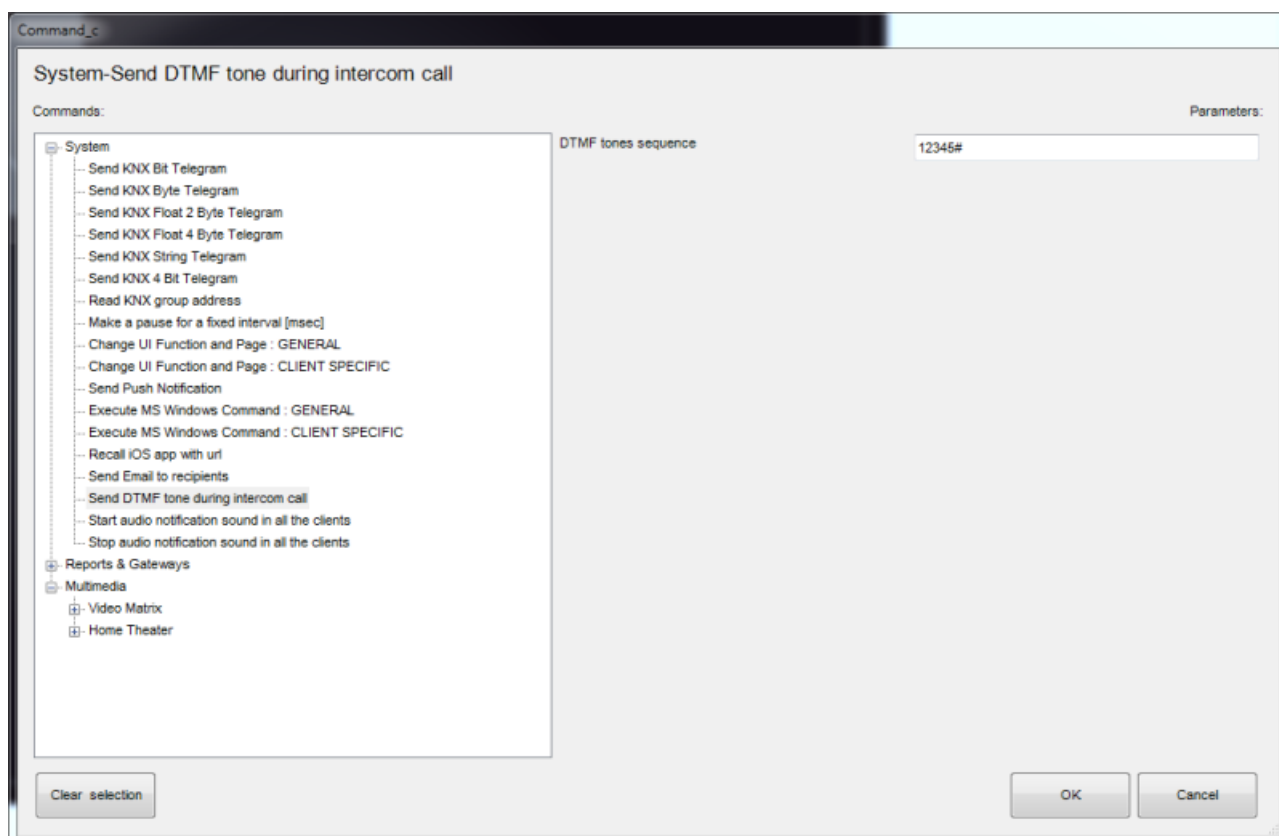 Command_c
System-Send DTMF tone during intercom call
Commands:
Parameters:
System
Send KNX Bit Telegram
Send KNX Byte Telegram
Send KNX Float 2 Byte Telegram
Send KNX Float 4 Byte Telegram
Send KNX String Telegram
Send KNX 4 Bit Telegram
Read KNX group address
Make a pause for a fixed interval [msec]
Change UI Function and Page : GENERAL
Change UI Function and Page : CLIENT SPECIFIC
Send Push Notification
Execute MS Windows Command : GENERAL
Execute MS Windows Command : CLIENT SPECIFIC
Recall iOS app with url
Send Email to recipients
Send DTMF tone during intercom call
Start audio notification sound in all the clients
Stop audio notification sound in all the clients
Reports & Gateways
Multimedia
Video Matrix
Home Theater
DTMF tones sequence
12345#
Clear selection
OK
Cancel